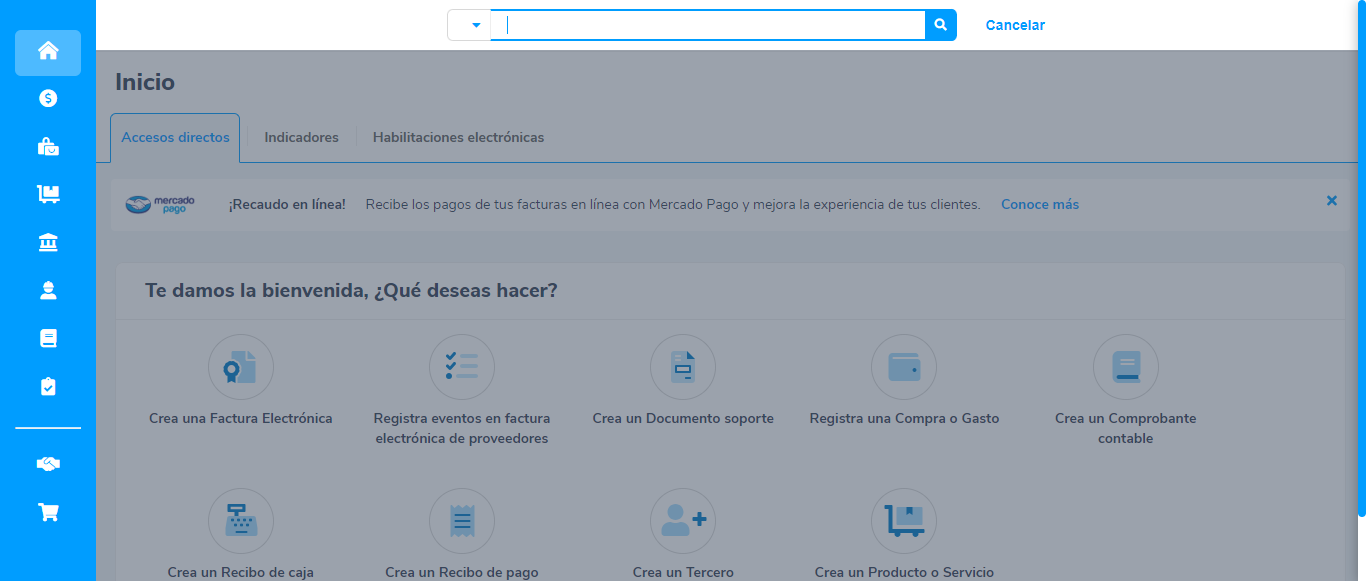 Cancelar
Inicio
Accesos directos
Indicadores
Habilitaciones electrónicas
mercado
pago
¡Recaudo en línea! Recibe los pagos de tus facturas en línea con Mercado Pago y mejora la experiencia de tus clientes. Conoce más
Te damos la bienvenida, ¿Qué deseas hacer?
Crea una Factura Electrónica
Registra eventos en factura
electrónica de proveedores
Crea un Documento soporte
Registra una Compra o Gasto
Crea un Comprobante
contable
Crea un Recibo de caja
Crea un Recibo de pago
Crea un Tercero
Crea un Producto o Servicio